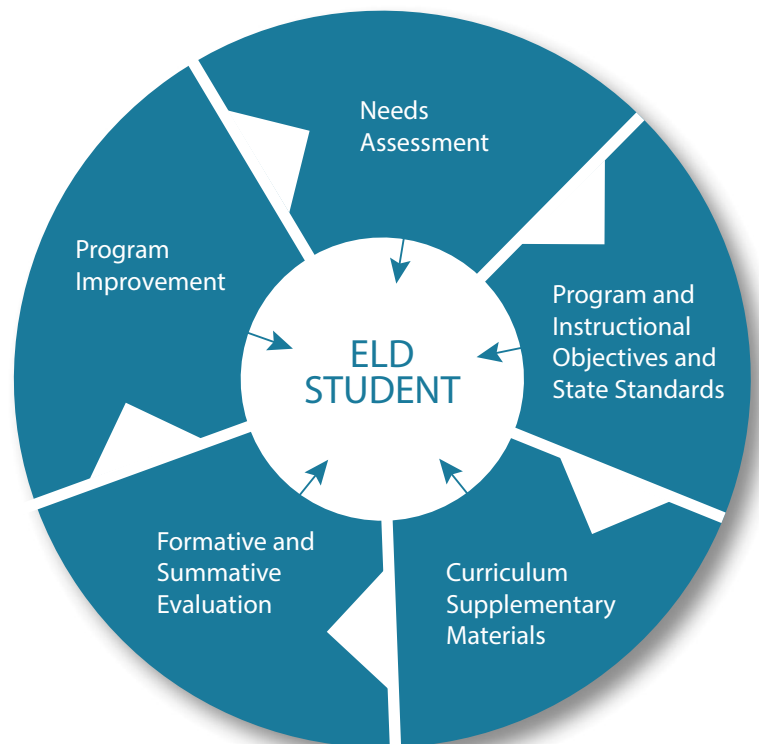 Needs
Assessment
Program and
Instructional
Objectives and
State Standards
Curriculum
Supplementary
Materials
Formative and
Summative
Evaluation
Program
Improvement
ELD
STUDENT